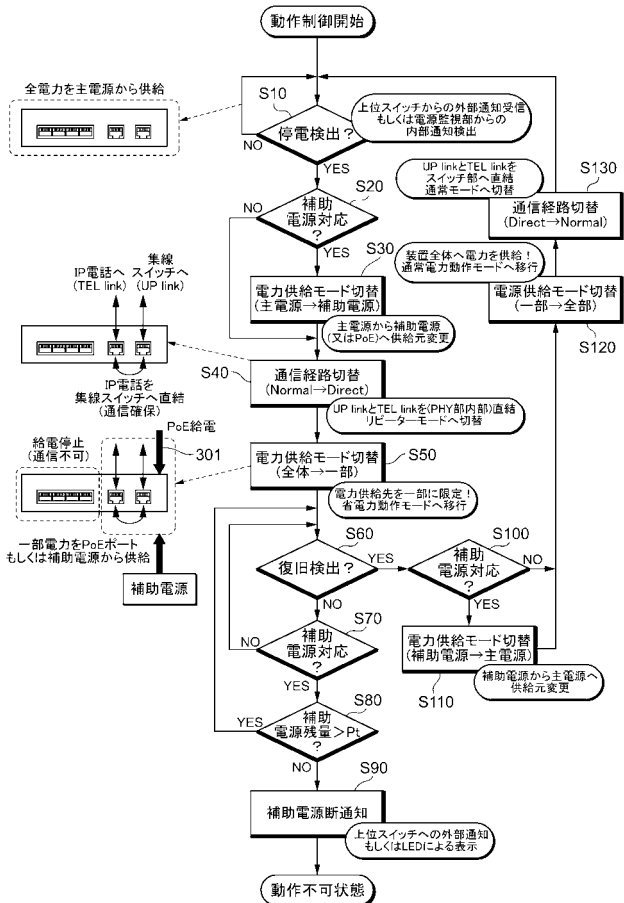 動作制御開始
全電力を主電源から供給
S10
停電検出？
上位スイッチからの外部通知受信
もしくは電源監視部からの
内部通知検出
NO
YES
S20
補助
電源対応
？
NO
YES
UP linkとTEL linkを
スイッチ部へ直結
通常モードへ切替
S130
通信経路切替
(Direct→Normal)
S30
電力供給モード切替
(主電源→補助電源)
主電源から補助電源
(又はPoE)へ供給元変更
装置全体へ電力を供給！
通常電力動作モードへ移行
電源供給モード切替
(一部→全部)
S120
IP電話へ
(TEL link)
集線
スイッチへ
(UP link)
IP電話を
集線スイッチへ直結
(通信確保)
S40
通信経路切替
(Normal→Direct)
UP linkとTEL linkを(PHY部内部)直結
リピーターモードへ切替
給電停止
(通信不可)
PoE給電
301
一部電力をPoEポート
もしくは補助電源から供給
補助電源
S50
電力供給モード切替
(全体→一部)
電力供給先を一部に限定！
省電力動作モードへ移行
S60
復旧検出？
YES
NO
S100
補助
電源対応
？
NO
YES
S70
補助
電源対応
？
NO
YES
電力供給モード切替
(補助電源→主電源)
S110
補助電源から主電源へ
供給元変更
S80
補助
電源残量＞Pt
？
YES
NO
S90
補助電源断通知
上位スイッチへの外部通知
もしくはLEDによる表示
動作不可状態